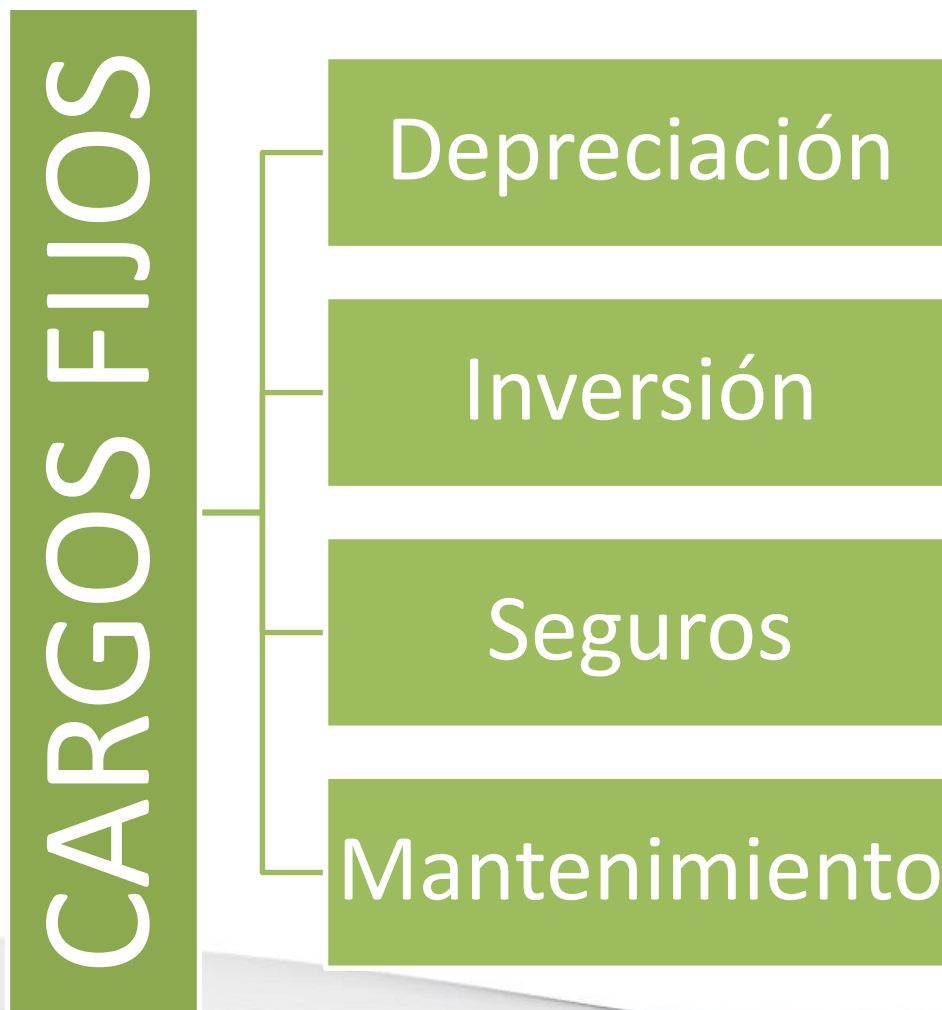 CARGOS FIJOS
Depreciación
Inversión
Seguros
Mantenimiento